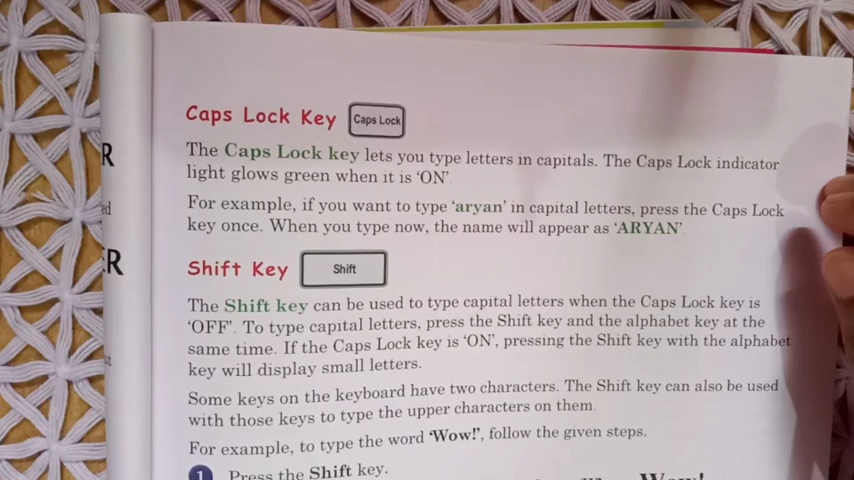 Caps Lock Key Caps Lock
The Caps Lock key lets you type letters in capitals. The Caps Lock indicator
light glows green when it is ‘ON’.
For example, if you want to type ‘aryan’ in capital letters, press the Caps Lock
key once. When you type now, the name will appear as ‘ARYAN’.
Shift Key Shift
The Shift key can be used to type capital letters when the Caps Lock key is
‘OFF’. To type capital letters, press the Shift key and the alphabet key at the
same time. If the Caps Lock key is ‘ON’, pressing the Shift key with the alphabet
key will display small letters.
Some keys on the keyboard have two characters. The Shift key can also be used
with those keys to type the upper characters on them.
For example, to type the word ‘Wow!’, follow the given steps.
1 Press the Shift key.
Wow!